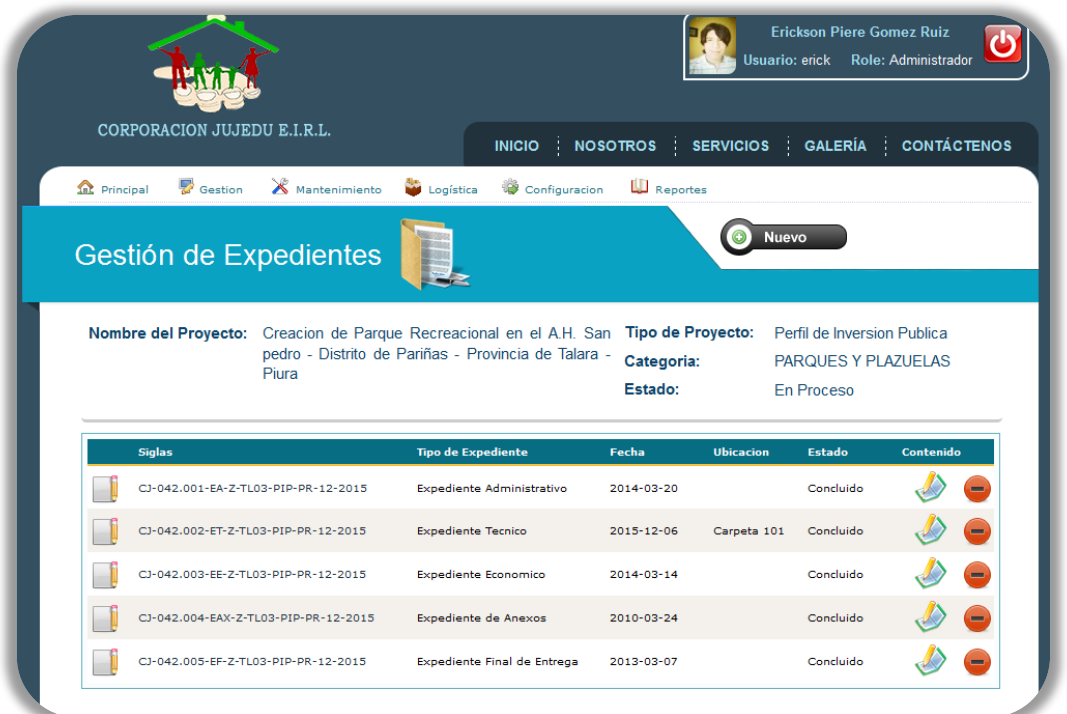 Erickson Piere Gomez Ruiz
Usuario: erick Role: Administrador
CORPORACION JUJEDU E.I.R.L.
INICIO NOSOTROS SERVICIOS GALERÍA CONTÁCTENOS
Principal Gestion Mantenimiento Logística Configuracion Reportes
Gestión de Expedientes
Nuevo
Nombre del Proyecto: Creacion de Parque Recreacional en el A.H. San
pedro - Distrito de Pariñas - Provincia de Talara -
Piura
Tipo de Proyecto: Perfil de Inversion Publica
Categoria: PARQUES Y PLAZUELAS
Estado: En Proceso
Siglas Tipo de Expediente Fecha Ubicacion Estado Contenido
CJ-042.001-EA-Z-TL03-PIP-PR-12-2015 Expediente Administrativo 2014-03-20 Concluido
CJ-042.002-ET-Z-TL03-PIP-PR-12-2015 Expediente Tecnico 2015-12-06 Carpeta 101 Concluido
CJ-042.003-EE-Z-TL03-PIP-PR-12-2015 Expediente Economico 2014-03-14 Concluido
CJ-042.004-EAX-Z-TL03-PIP-PR-12-2015 Expediente de Anexos 2010-03-24 Concluido
CJ-042.005-EF-Z-TL03-PIP-PR-12-2015 Expediente Final de Entrega 2013-03-07 Concluido